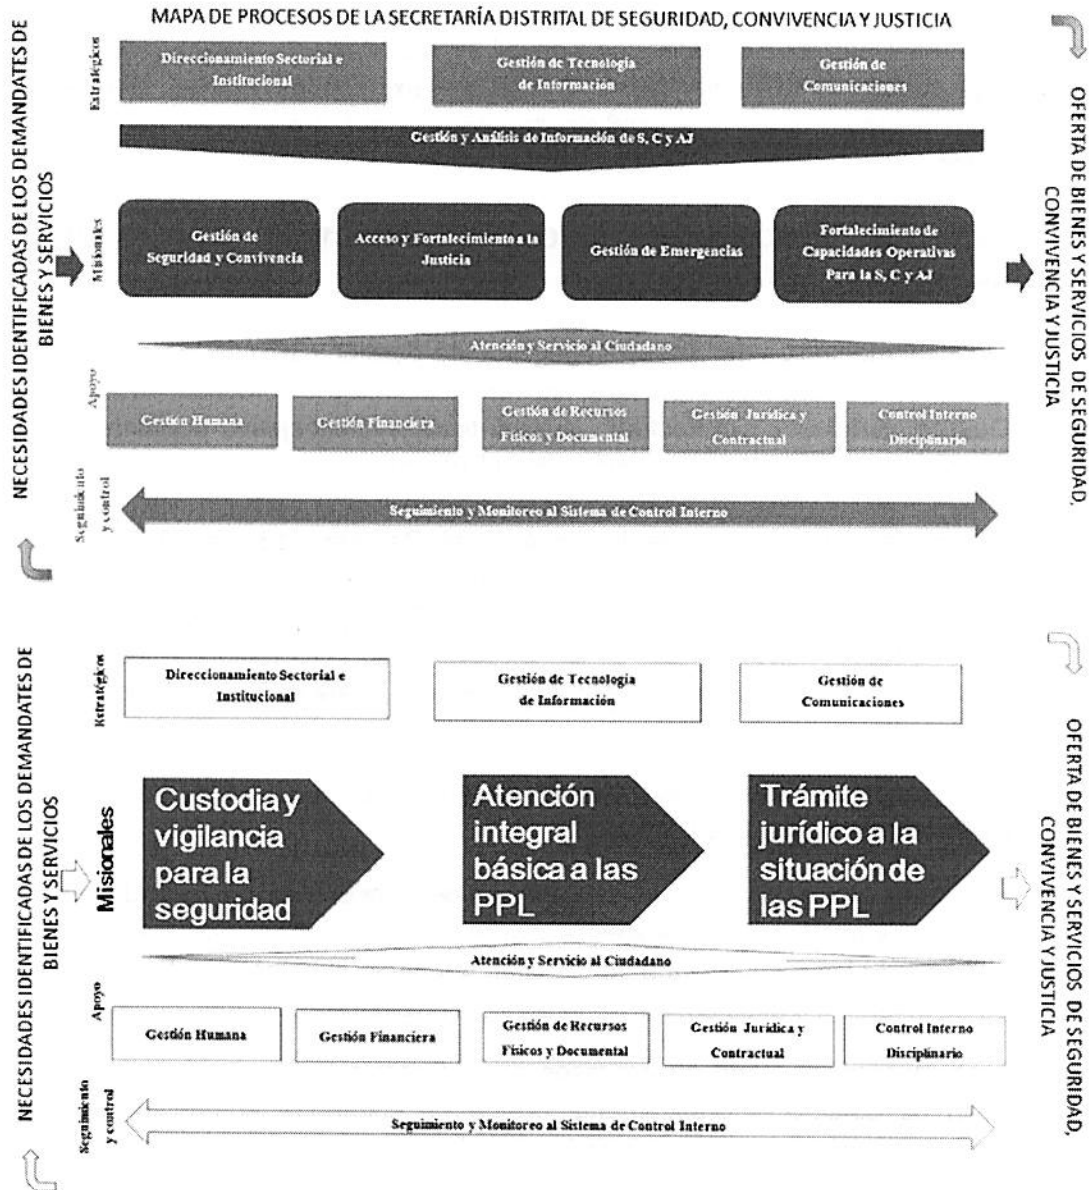 MAPA DE PROCESOS DE LA SECRETARÍA DISTRITAL DE SEGURIDAD, CONVIVENCIA Y JUSTICIA
NECESIDADES IDENTIFICADAS DE LOS DEMANDATES DE
BIENES Y SERVICIOS
Estratégicos
Direccionamiento Sectorial e
Institucional
Gestión de Tecnología
de Información
Gestión de
Comunicaciones
Gestión y Análisis de Información de S, C y AJ
Misionales
Gestión de
Seguridad y Convivencia
Acceso y Fortalecimiento a la
Justicia
Gestión de Emergencias
Fortalecimiento de
Capacidades Operativas
Para la S, C y AJ
Atención y Servicio al Ciudadano
Apoyo
Gestión Humana
Gestión Financiera
Gestión de Recursos
Físicos y Documental
Gestión Jurídica y
Contractual
Control Interno
Disciplinario
Seguimiento
y control
Seguimiento y Monitoreo al Sistema de Control Interno
OFERTA DE BIENES Y SERVICIOS DE SEGURIDAD,
CONVIVENCIA Y JUSTICIA
NECESIDADES IDENTIFICADAS DE LOS DEMANDATES DE
BIENES Y SERVICIOS
Estratégicos
Direccionamiento Sectorial e
Institucional
Gestión de Tecnología
de Información
Gestión de
Comunicaciones
Misionales
Custodia y
vigilancia
para la
seguridad
Atención
integral
básica a las
PPL
Trámite
jurídico a la
situación de
las PPL
Atención y Servicio al Ciudadano
Apoyo
Gestión Humana
Gestión Financiera
Gestión de Recursos
Físicos y Documental
Gestión Jurídica y
Contractual
Control Interno
Disciplinario
Seguimiento
y control
Seguimiento y Monitoreo al Sistema de Control Interno
OFERTA DE BIENES Y SERVICIOS DE SEGURIDAD,
CONVIVENCIA Y JUSTICIA